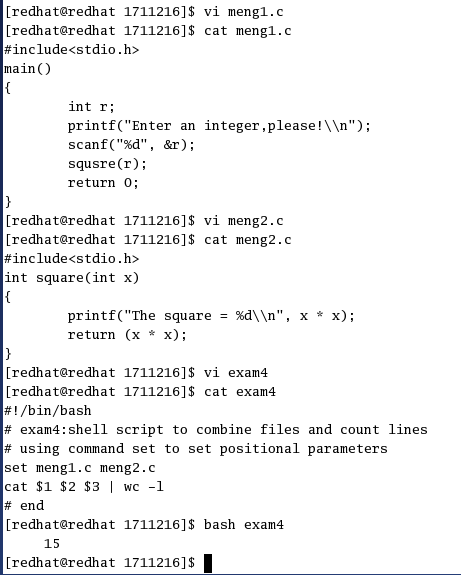 [redhat@redhat 1711216]$ vi meng1.c
[redhat@redhat 1711216]$ cat meng1.c
#include<stdio.h>
main()
{
        int r;
        printf("Enter an integer,please!\\n");
        scanf("%d", &r);
        squsre(r);
        return 0;
}
[redhat@redhat 1711216]$ vi meng2.c
[redhat@redhat 1711216]$ cat meng2.c
#include<stdio.h>
int square(int x)
{
        printf("The square = %d\\n", x * x);
        return (x * x);
}
[redhat@redhat 1711216]$ vi exam4
[redhat@redhat 1711216]$ cat exam4
#!/bin/bash
# exam4:shell script to combine files and count lines
# using command set to set positional parameters
set meng1.c meng2.c
cat $1 $2 $3 | wc -l
# end
[redhat@redhat 1711216]$ bash exam4
     15
[redhat@redhat 1711216]$